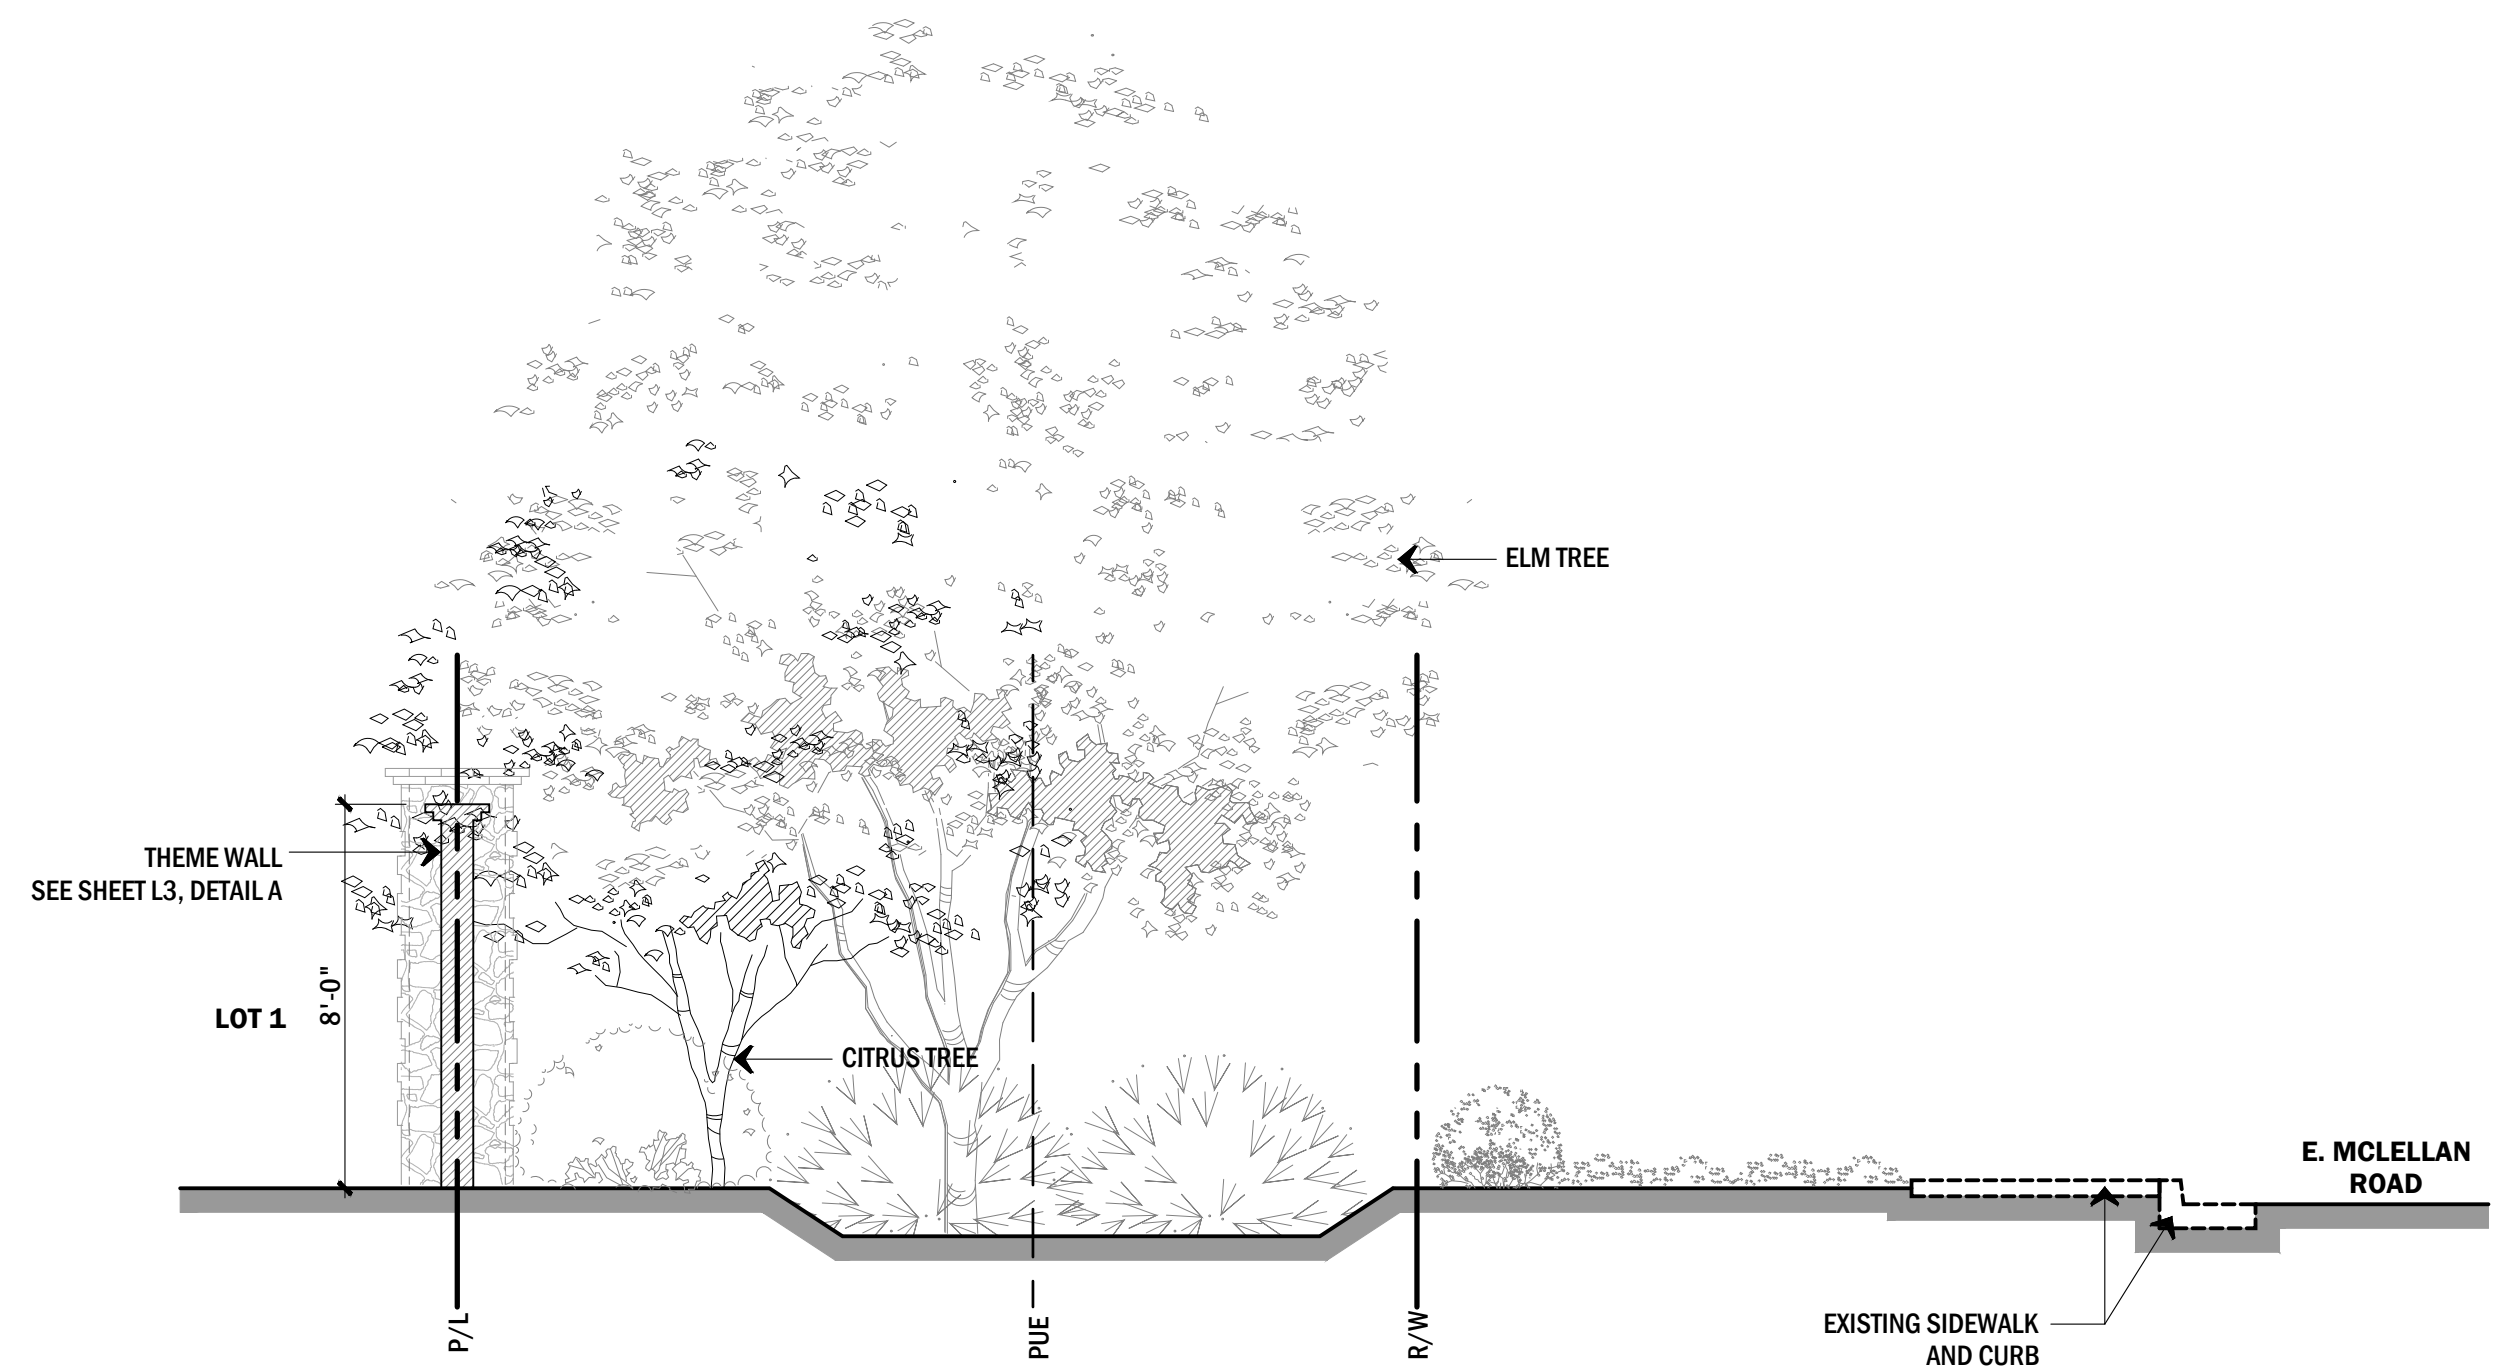 ELM TREE
THEME WALL
SEE SHEET L3, DETAIL A
8'-0"
LOT 1
CITRUS TREE
E. MCLELLAN
ROAD
P/L
PUE
R/W
EXISTING SIDEWALK
AND CURB